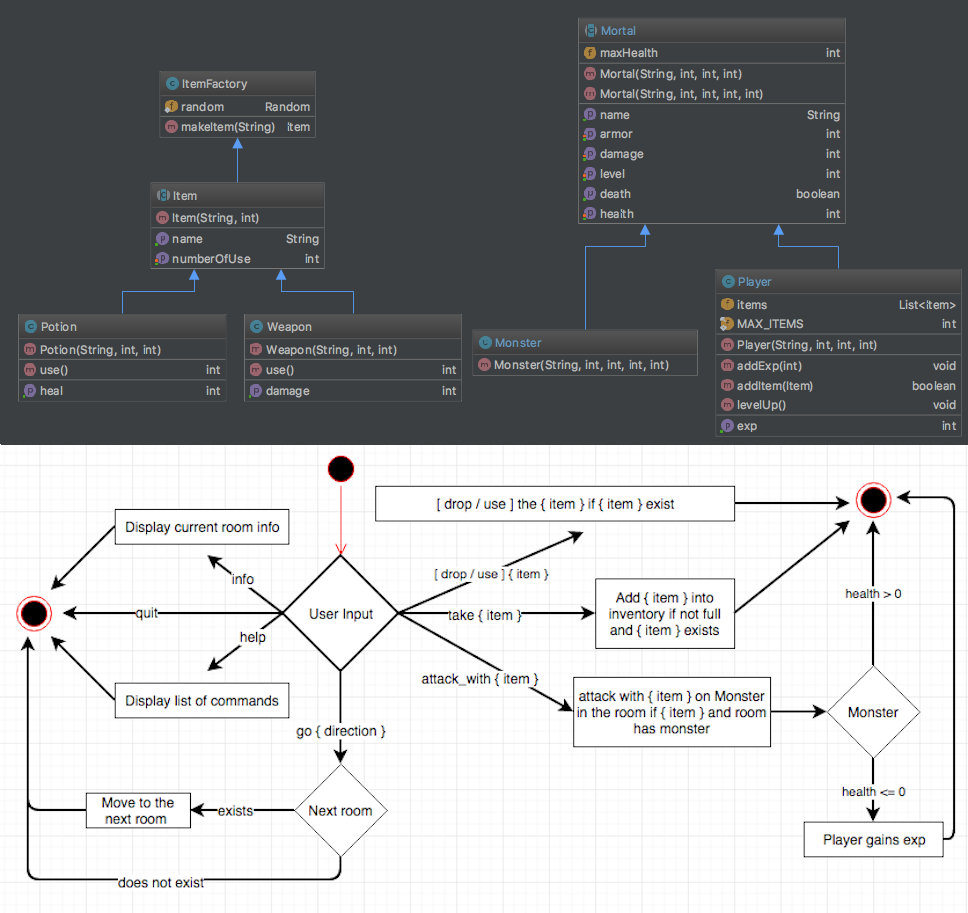 ItemFactory
random Random
makeItem(String) item
Item
Item(String, int)
name String
numberOfUse int
Potion
Potion(String, int, int)
use() int
heal int
Weapon
Weapon(String, int, int)
use() int
damage int
Mortal
maxHealth int
Mortal(String, int, int, int)
Mortal(String, int, int, int, int)
name String
armor int
damage int
level int
death boolean
health int
Monster
Monster(String, int, int, int, int)
Player
items List<item>
MAX_ITEMS int
Player(String, int, int, int)
addExp(int) void
addItem(Item) boolean
levelUp() void
exp int
Display current room info
info
quit
User Input
help
Display list of commands
go { direction }
Next room
exists
Move to the
next room
does not exist
[ drop / use ] the { item } if { item } exist
[ drop / use ] { item }
take { item }
Add { item } into
inventory if not full
and { item } exists
attack_with { item }
attack with { item } on Monster
in the room if { item } and room
has monster
health > 0
Monster
health <= 0
Player gains exp